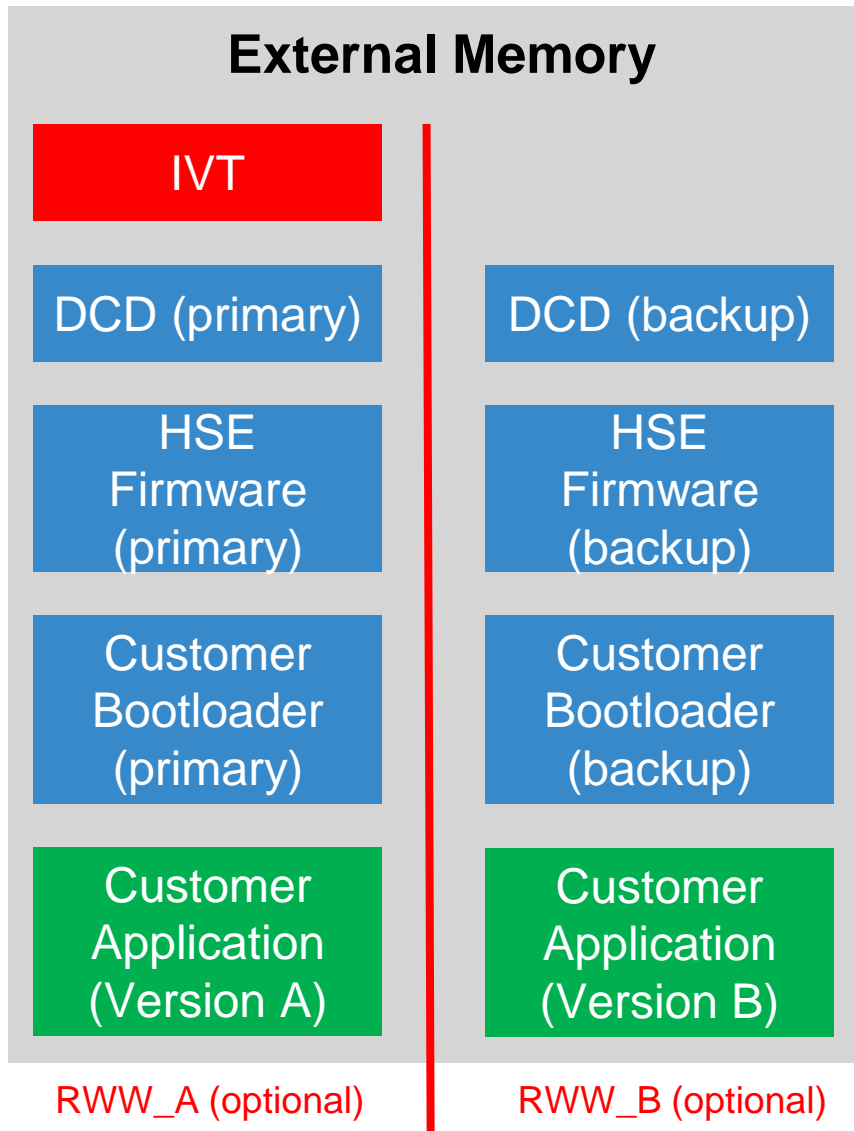 External Memory
IVT
DCD (primary)
DCD (backup)
HSE
Firmware
(primary)
HSE
Firmware
(backup)
Customer
Bootloader
(primary)
Customer
Bootloader
(backup)
Customer
Application
(Version A)
Customer
Application
(Version B)
RWW_A (optional)
RWW_B (optional)